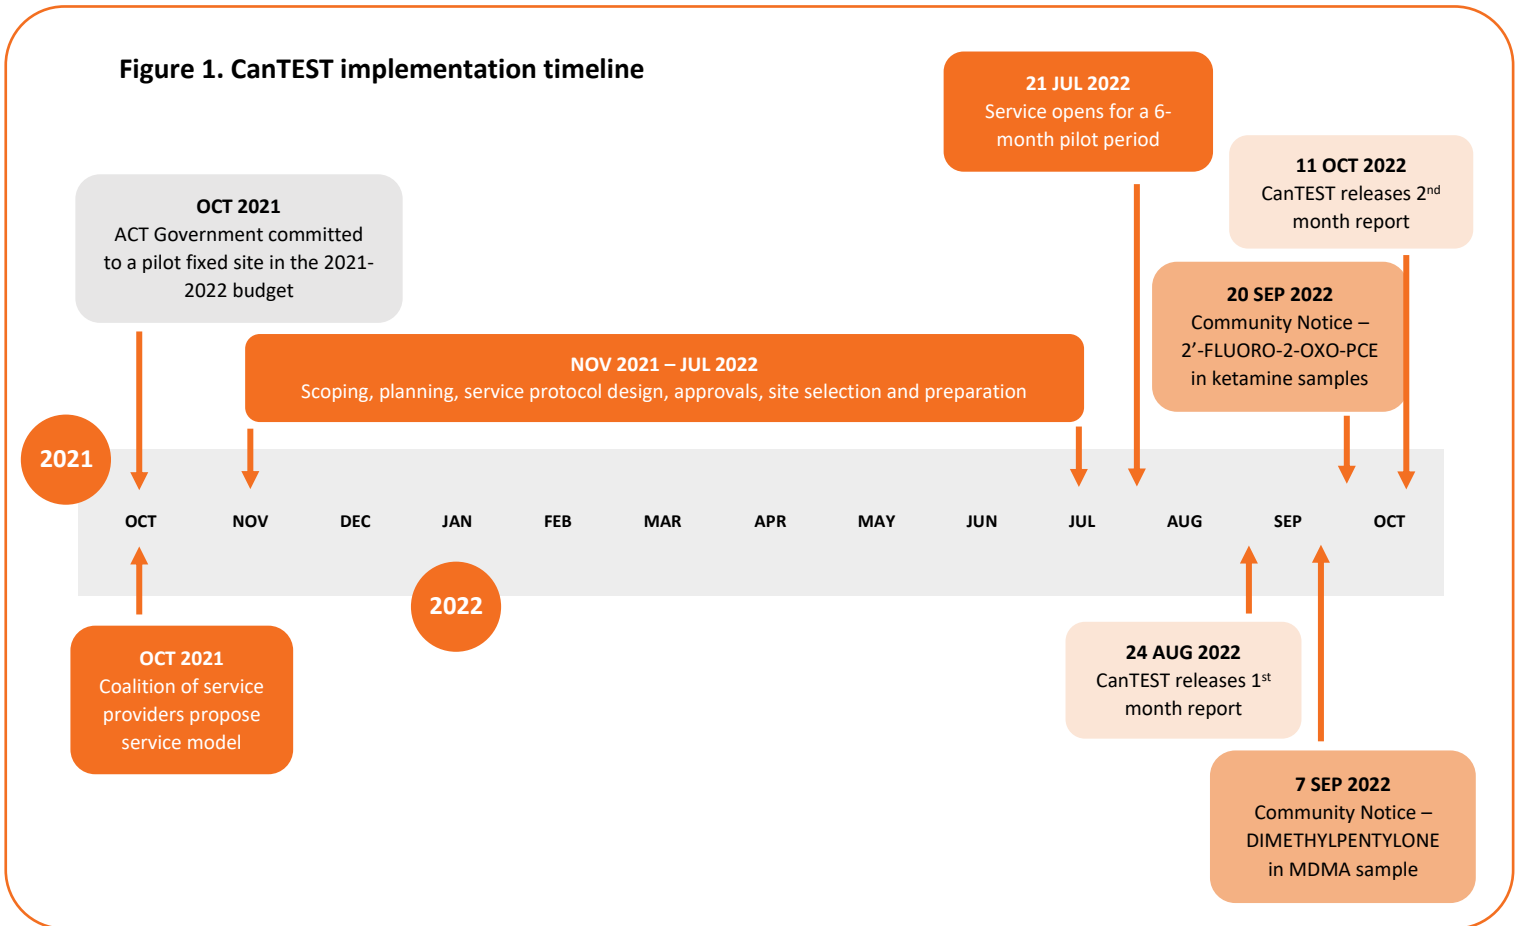 Figure 1. CanTEST implementation timeline
21 JUL 2022
Service opens for a 6-
month pilot period
11 OCT 2022
CanTEST releases 2nd
month report
OCT 2021
ACT Government committed
to a pilot fixed site in the 2021-
2022 budget
20 SEP 2022
Community Notice –
2’-FLUORO-2-OXO-PCE
in ketamine samples
NOV 2021 – JUL 2022
Scoping, planning, service protocol design, approvals, site selection and preparation
2021
OCT NOV DEC JAN FEB MAR APR MAY JUN JUL AUG SEP OCT
2022
OCT 2021
Coalition of service
providers propose
service model
24 AUG 2022
CanTEST releases 1st
month report
7 SEP 2022
Community Notice –
DIMETHYLPENTYLONE
in MDMA sample